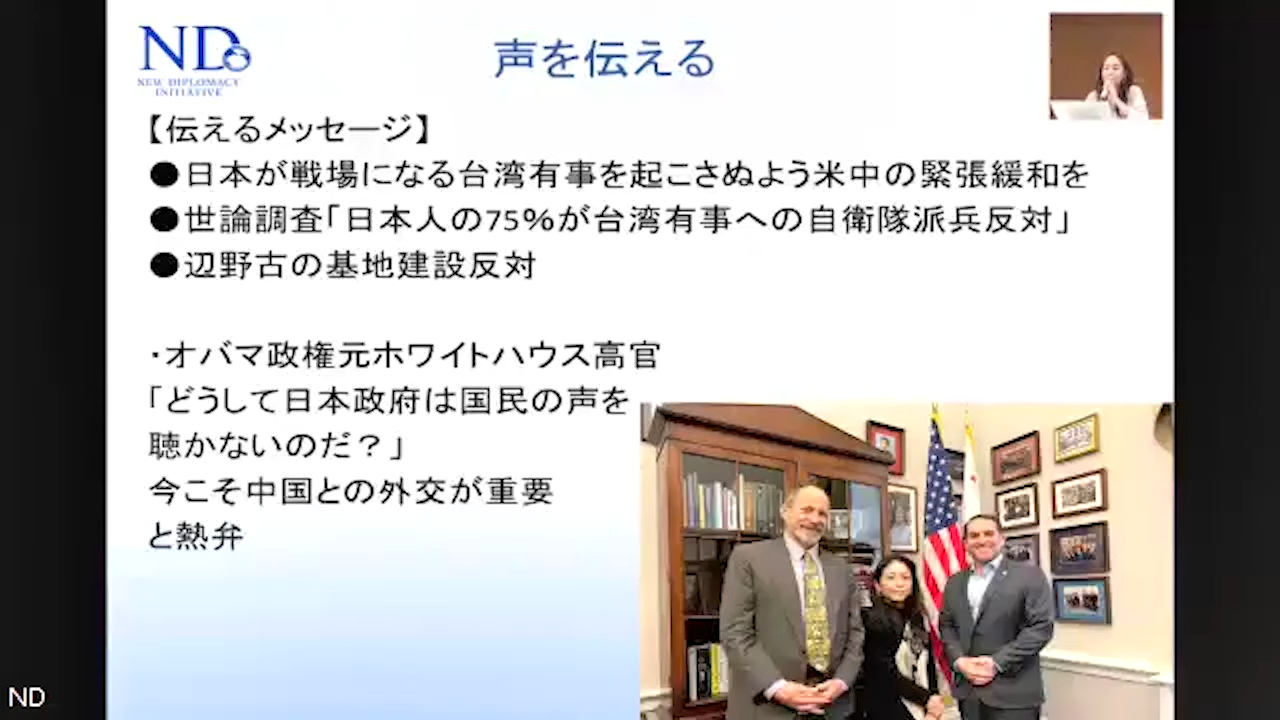 ND
NEW DIPLOMACY
INITIATIVE
声を伝える
【伝えるメッセージ】
●日本が戦場になる台湾有事を起こさぬよう米中の緊張緩和を
●世論調査「日本人の75%が台湾有事への自衛隊派兵反対」
●辺野古の基地建設反対
・オバマ政権元ホワイトハウス高官
「どうして日本政府は国民の声を
聴かないのだ？」
今こそ中国との外交が重要
と熱弁
ND